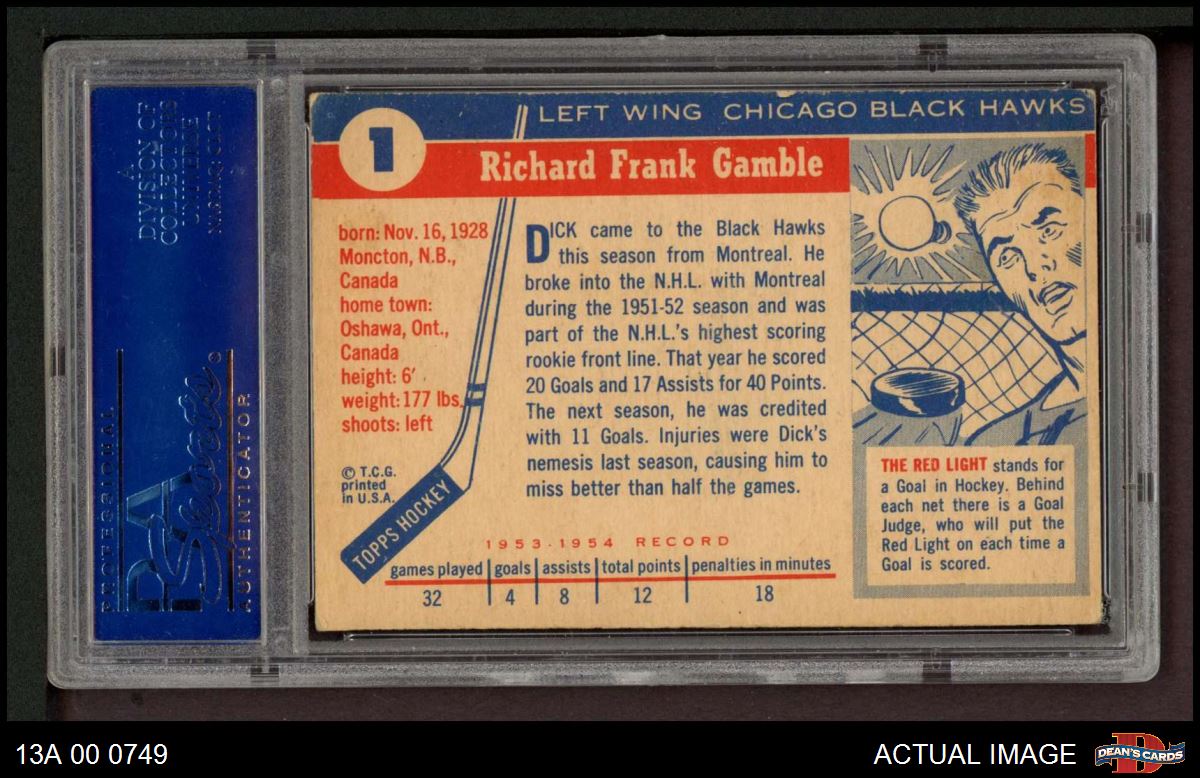 1
LEFT WING CHICAGO BLACK HAWKS
Richard Frank Gamble
born: Nov. 16, 1928
Moncton, N.B.,
Canada
home town:
Oshawa, Ont.,
Canada
height: 6'
weight: 177 lbs.
shoots: left
© T.C.G.
printed
in U.S.A.
TOPPS HOCKEY
DICK came to the Black Hawks
this season from Montreal. He
broke into the N.H.L. with Montreal
during the 1951-52 season and was
part of the N.H.L.'s highest scoring
rookie front line. That year he scored
20 Goals and 17 Assists for 40 Points.
The next season, he was credited
with 11 Goals. Injuries were Dick's
nemesis last season, causing him to
miss better than half the games.
THE RED LIGHT stands for
a Goal in Hockey. Behind
each net there is a Goal
Judge, who will put the
Red Light on each time a
Goal is scored.
1953-1954 RECORD
games played goals assists total points penalties in minutes
32 4 8 12 18
A
DIVISION OF
COLLECTORS
UNIVERSE
PROFESSIONAL
PSA
Sports
AUTHENTICATOR
13A 00 0749
ACTUAL IMAGE
DEAN'S CARDS